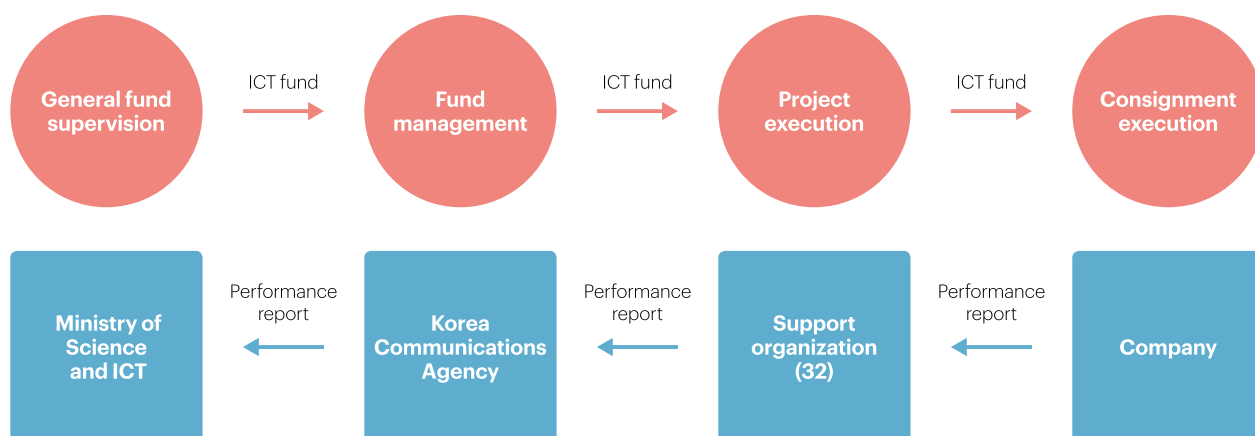 General fund
supervision
ICT fund
Fund
management
ICT fund
Project
execution
ICT fund
Consignment
execution
Ministry of
Science
and ICT
Performance
report
Korea
Communications
Agency
Performance
report
Support
organization
(32)
Performance
report
Company